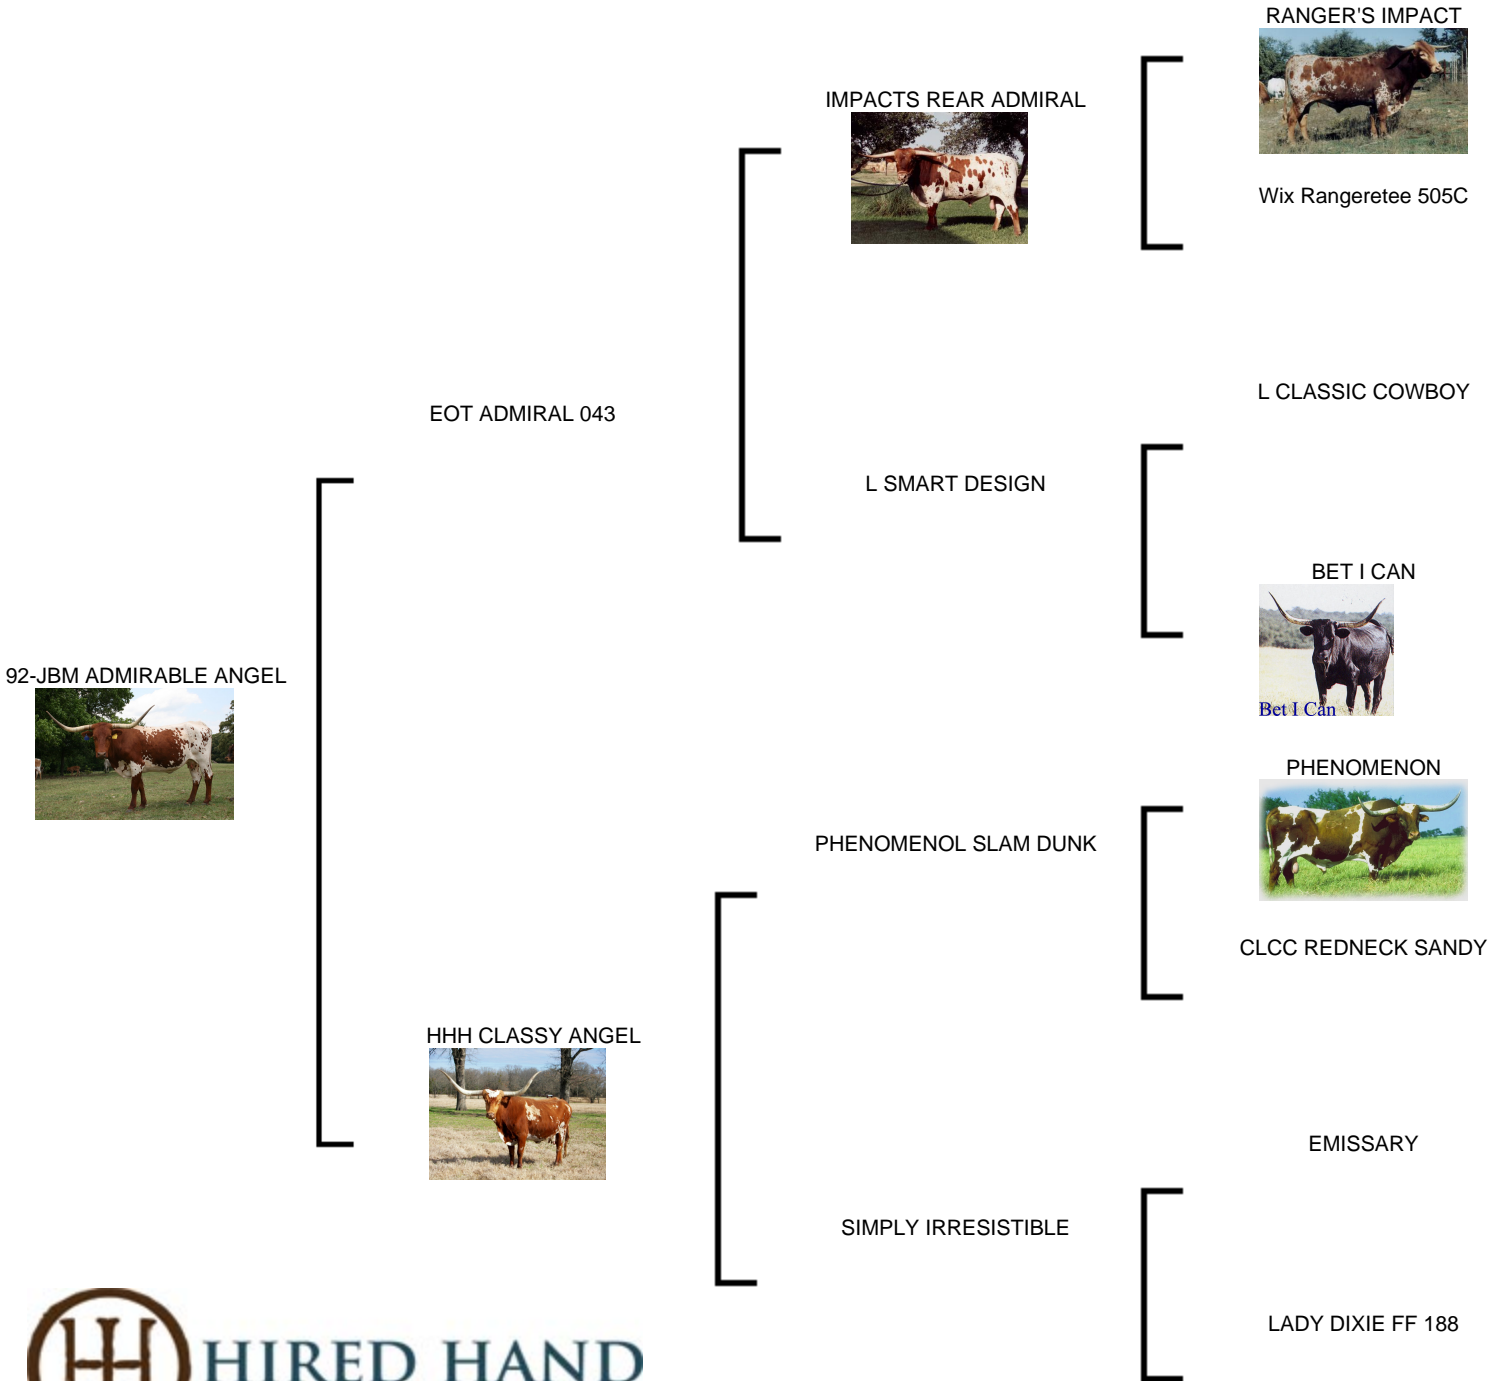 RANGER'S IMPACT
IMPACTS REAR ADMIRAL
Wix Rangeretee 505C
L CLASSIC COWBOY
EOT ADMIRAL 043
L SMART DESIGN
BET I CAN
Bet I Can
92-JBM ADMIRABLE ANGEL
PHENOMENON
PHENOMENOL SLAM DUNK
CLCC REDNECK SANDY
HHH CLASSY ANGEL
EMISSARY
SIMPLY IRRESISTIBLE
LADY DIXIE FF 188
HIRED HAND